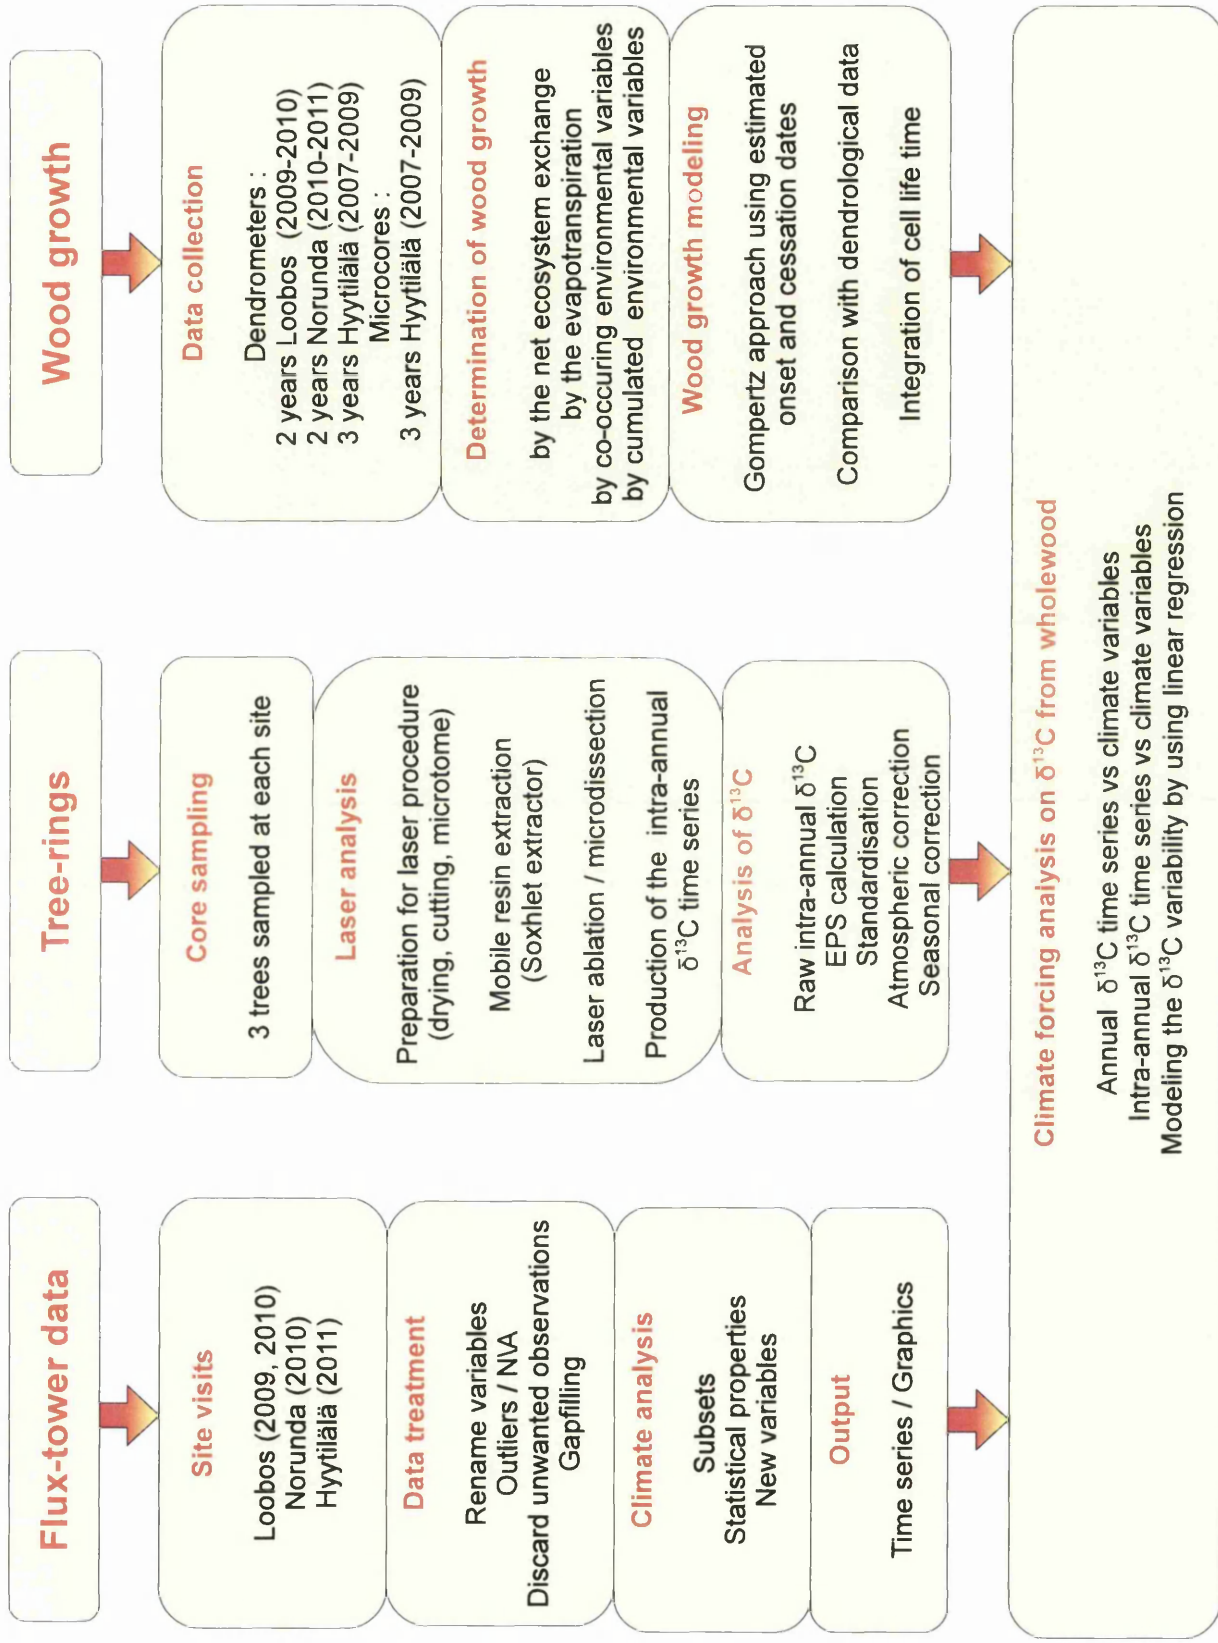 Flux-tower data
Site visits
Loobos (2009, 2010)
Norunda (2010)
Hyytilälä (2011)
Data treatment
Rename variables
Outliers / N\A
Discard unwanted observations
Gapfilling
Climate analysis
Subsets
Statistical properties
New variables
Output
Time series / Graphics
Tree-rings
Core sampling
3 trees sampled at each site
Laser analysis
Preparation for laser procedure
(drying, cutting, microtome)
Mobile resin extraction
(Soxhlet extractor)
Laser ablation / microdissection
Production of the intra-annual
δ¹³C time series
Analysis of δ¹³C
Raw intra-annual δ¹³C
EPS calculation
Standardisation
Atmospheric correction
Seasonal correction
Wood growth
Data collection
Dendrometers :
2 years Loobos (2009-2010)
2 years Norunda (2010-2011)
3 years Hyytilälä (2007-2009)
Microcores :
3 years Hyytilälä (2007-2009)
Determination of wood growth
by the net ecosystem exchange
by the evapotranspiration
by co-occuring environmental variables
by cumulated environmental variables
Wood growth modeling
Gompertz approach using estimated
onset and cessation dates
Comparison with dendrological data
Integration of cell life time
Climate forcing analysis on δ¹³C from wholewood
Annual δ¹³C time series vs climate variables
Intra-annual δ¹³C time series vs climate variables
Modeling the δ¹³C variability by using linear regression